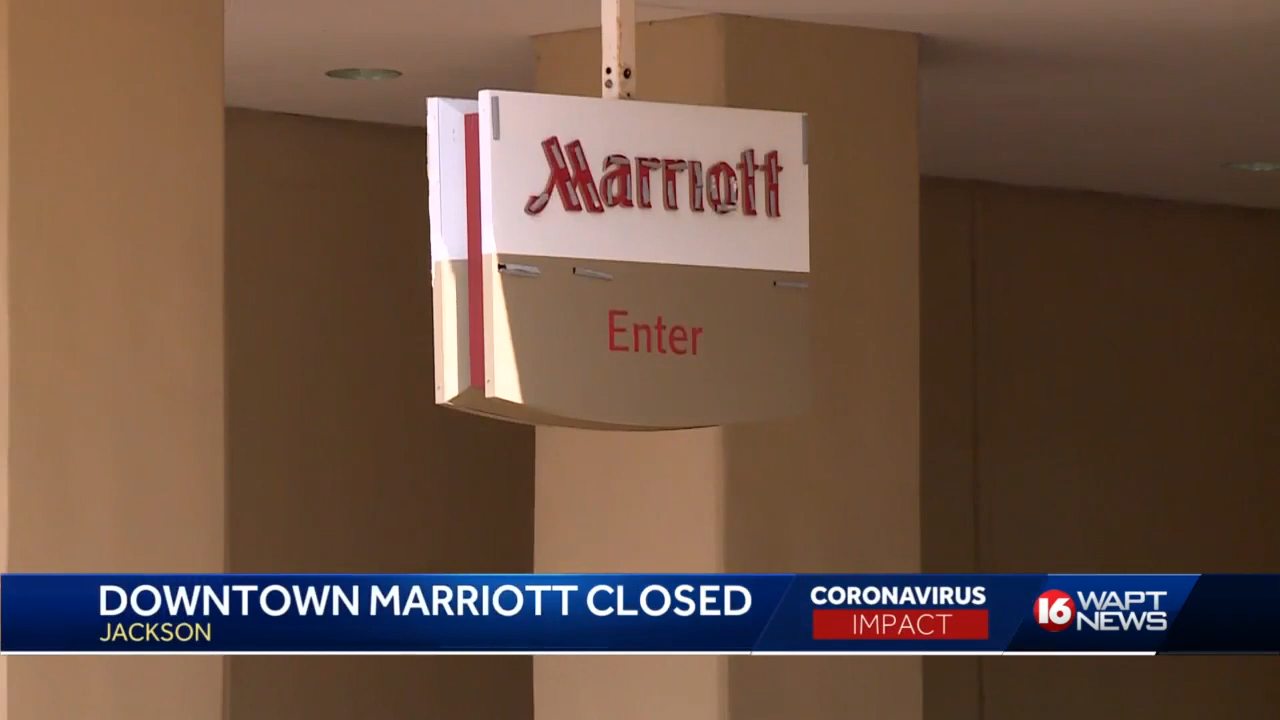 Marriott
Enter
DOWNTOWN MARRIOTT CLOSED
JACKSON
CORONAVIRUS
IMPACT
16 WAPT
NEWS